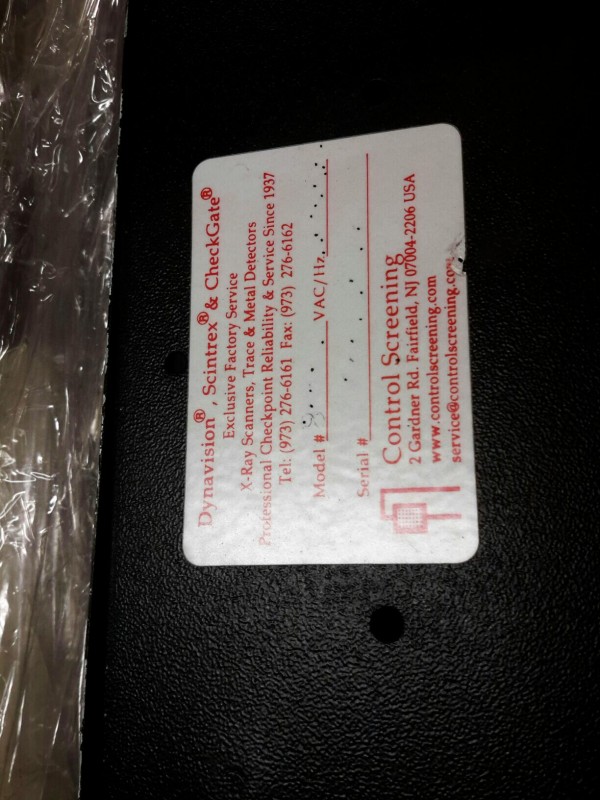 Dynavision®, Scintrex® & CheckGate®
Exclusive Factory Service
X-Ray Scanners, Trace & Metal Detectors
Professional Checkpoint Reliability & Service Since 1937
Tel: (973) 276-6161 Fax: (973) 276-6162
Model # VAC/Hz
Serial #
Control Screening
2 Gardner Rd. Fairfield, NJ 07004-2206 USA
www.controlscreening.com
service@controlscreening.com